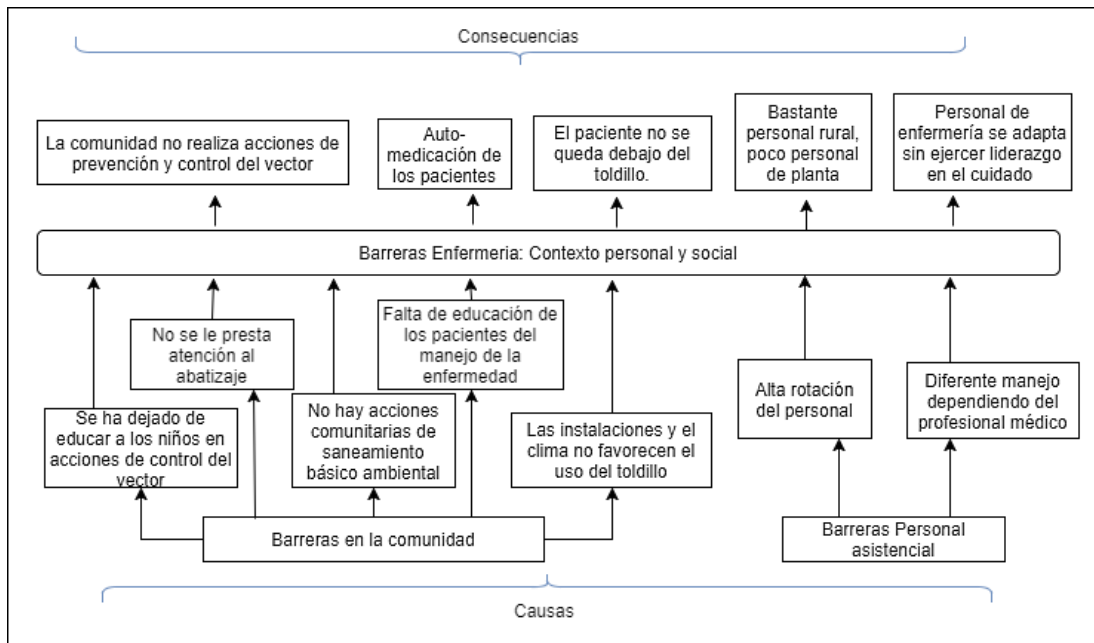 Consecuencias
La comunidad no realiza acciones de
prevención y control del vector
Auto-
medicación de
los pacientes
El paciente no se
queda debajo del
toldillo.
Bastante
personal rural,
poco personal
de planta
Personal de
enfermería se adapta
sin ejercer liderazgo
en el cuidado
Barreras Enfermeria: Contexto personal y social
No se le presta
atención al
abatizaje
Falta de educación de
los pacientes del
manejo de la
enfermedad
Alta rotación
del personal
Diferente manejo
dependiendo del
profesional médico
Se ha dejado de
educar a los niños en
acciones de control del
vector
No hay acciones
comunitarias de
saneamiento
básico ambiental
Las instalaciones y el
clima no favorecen el
uso del toldillo
Barreras en la comunidad
Barreras Personal
asistencial
Causas